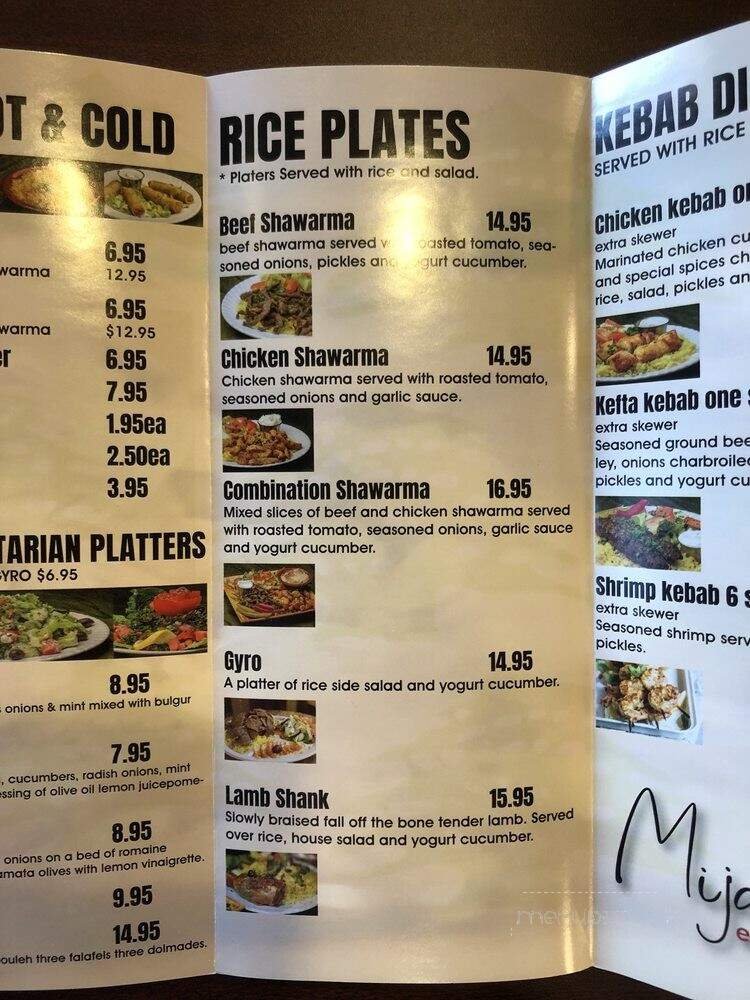 OT & COLD
6.95
warma 12.95
6.95
warma $12.95
er 6.95
7.95
1.95ea
2.50ea
3.95
TARIAN PLATTERS
GYRO $6.95
8.95
onions & mint mixed with bulgur
7.95
, cucumbers, radish onions, mint
essing of olive oil lemon juicepome-
8.95
onions on a bed of romaine
amata olives with lemon vinaigrette.
9.95
14.95
bouleh three falafels three dolmades.
RICE PLATES
* Platers Served with rice and salad.
Beef Shawarma 14.95
beef shawarma served roasted tomato, sea-
soned onions, pickles and yogurt cucumber.
Chicken Shawarma 14.95
Chicken shawarma served with roasted tomato,
seasoned onions and garlic sauce.
Combination Shawarma 16.95
Mixed slices of beef and chicken shawarma served
with roasted tomato, seasoned onions, garlic sauce
and yogurt cucumber.
Gyro 14.95
A platter of rice side salad and yogurt cucumber.
Lamb Shank 15.95
Slowly braised fall off the bone tender lamb. Served
over rice, house salad and yogurt cucumber.
KEBAB DI
SERVED WITH RICE
Chicken kebab on
extra skewer
Marinated chicken cu
and special spices ch
rice, salad, pickles an
Kefta kebab one s
extra skewer
Seasoned ground bee
ley, onions charbroiled
pickles and yogurt cu
Shrimp kebab 6 s
extra skewer
Seasoned shrimp serv
pickles.
Mija
e